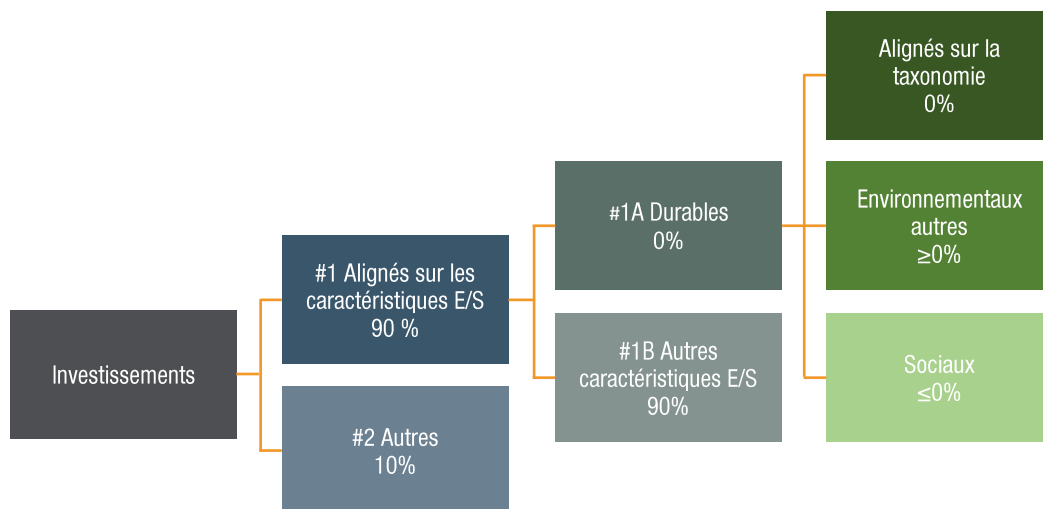 Investissements
#1 Alignés sur les
caractéristiques E/S
90 %
#2 Autres
10%
#1A Durables
0%
#1B Autres
caractéristiques E/S
90%
Alignés sur la
taxonomie
0%
Environnementaux
autres
≥0%
Sociaux
≤0%